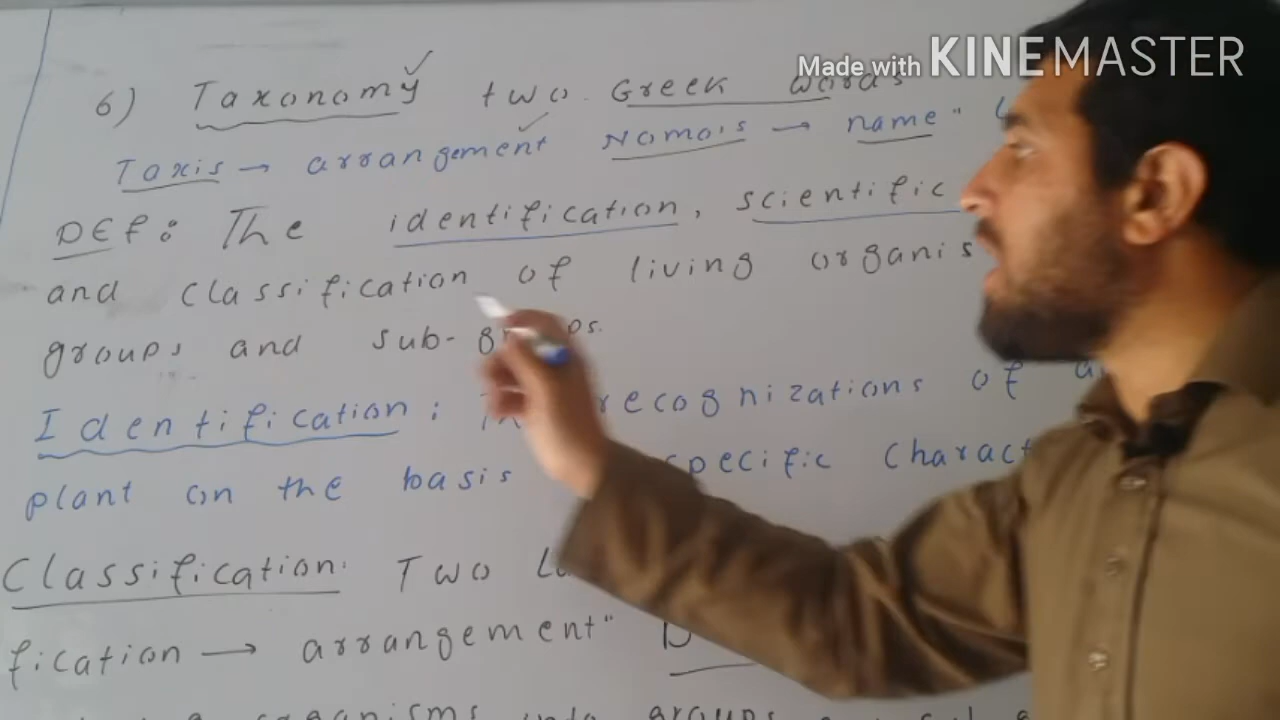 Made with KINEMASTER
6) Taxonomy two Greek words
Taxis → arrangement Nomois → name"
DEF: The identification, scientific
and classification of living organis
groups and sub-
Identification: recognizations of
plant on the basis specific charact
Classification: Two
fication → arrangement"
organisms into groups